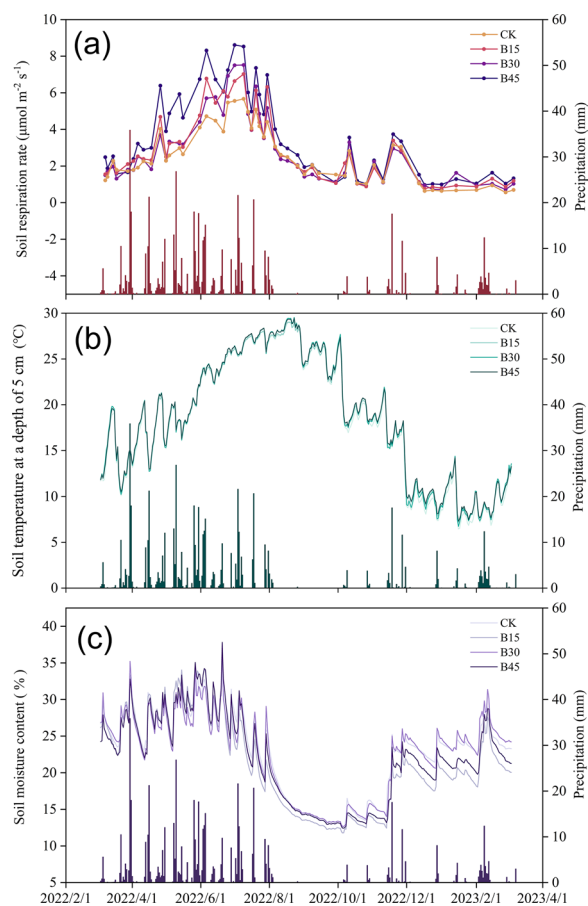 (a)
CK
B15
B30
B45
Soil respiration rate (μmol m⁻² s⁻¹)
10
8
6
4
2
0
-2
-4
Precipitation (mm)
60
50
40
30
20
10
0
(b)
CK
B15
B30
B45
Soil temperature at a depth of 5 cm (℃)
30
25
20
15
10
5
0
Precipitation (mm)
60
50
40
30
20
10
0
(c)
CK
B15
B30
B45
Soil moisture content ( % )
40
35
30
25
20
15
10
5
Precipitation (mm)
60
50
40
30
20
10
0
2022/2/1 2022/4/1 2022/6/1 2022/8/1 2022/10/1 2022/12/1 2023/2/1 2023/4/1